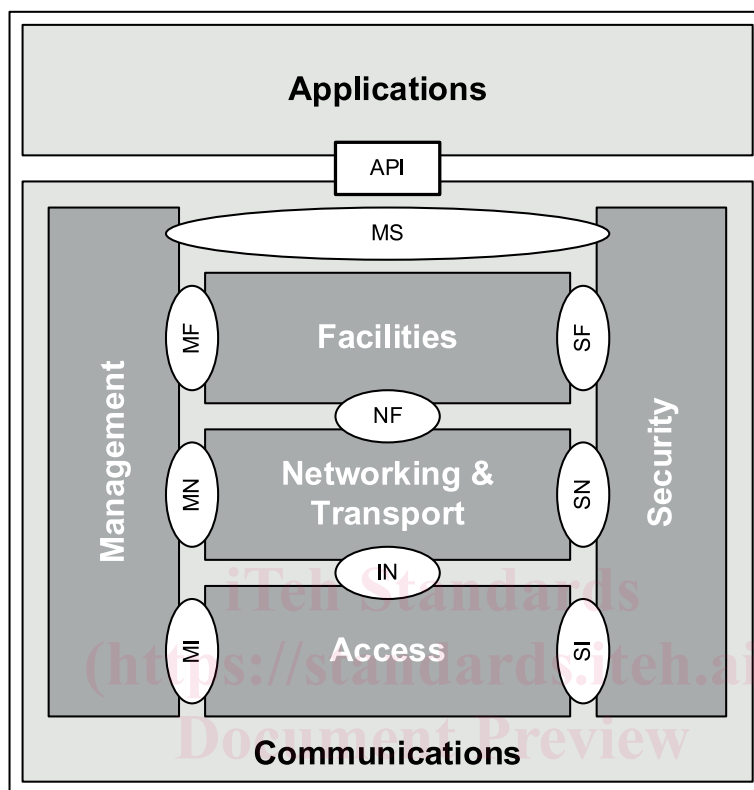 Applications
API
MS
MF
Facilities
SF
NF
Management
MN
Networking &
Transport
SN
Security
IN
iTeh Standards
MI
Access
SI
(https://standards.iteh.ai
Document Preview
Communications